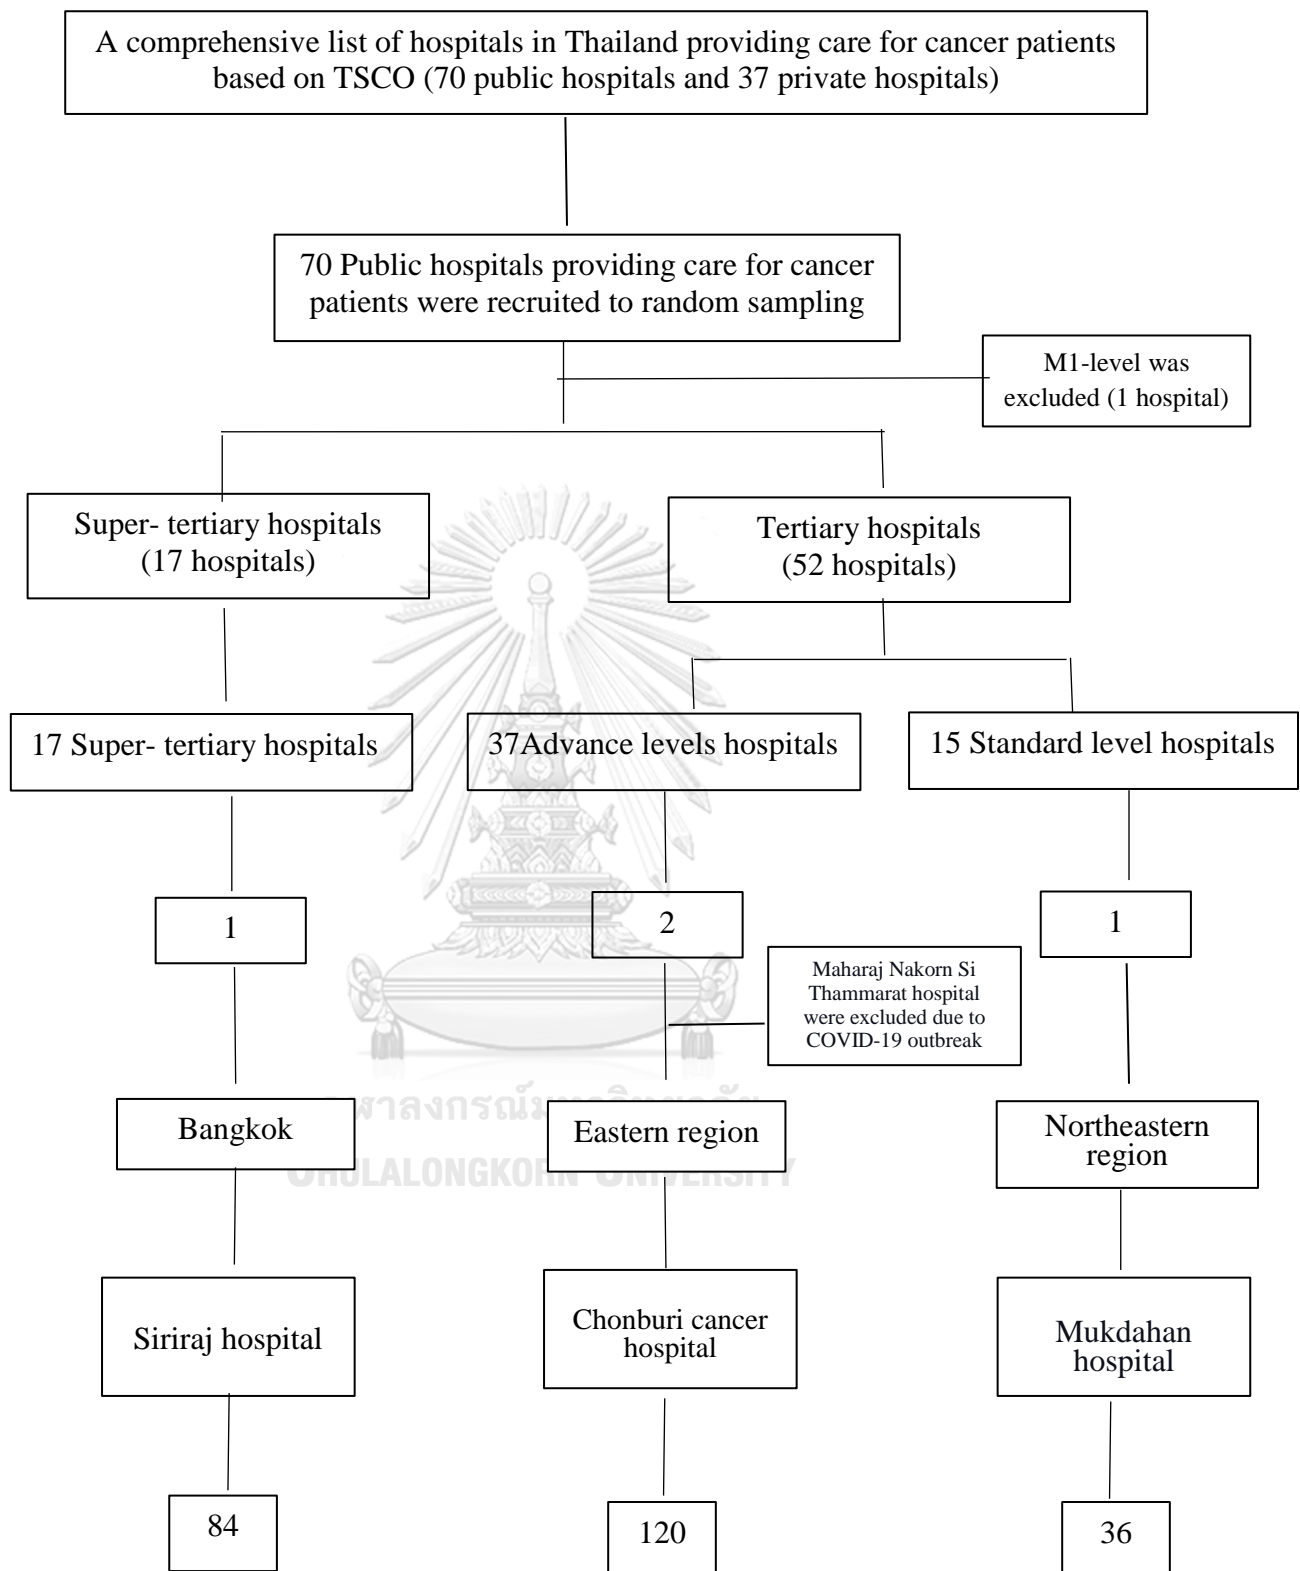 A comprehensive list of hospitals in Thailand providing care for cancer patients
based on TSCO (70 public hospitals and 37 private hospitals)
70 Public hospitals providing care for cancer
patients were recruited to random sampling
M1-level was
excluded (1 hospital)
Super- tertiary hospitals
(17 hospitals)
Tertiary hospitals
(52 hospitals)
17 Super- tertiary hospitals
37Advance levels hospitals
15 Standard level hospitals
1
2
1
Maharaj Nakorn Si
Thammarat hospital
were excluded due to
COVID-19 outbreak
Bangkok
Eastern region
Northeastern
region
CHULALONGKORN UNIVERSITY
Siriraj hospital
Chonburi cancer
hospital
Mukdahan
hospital
84
120
36